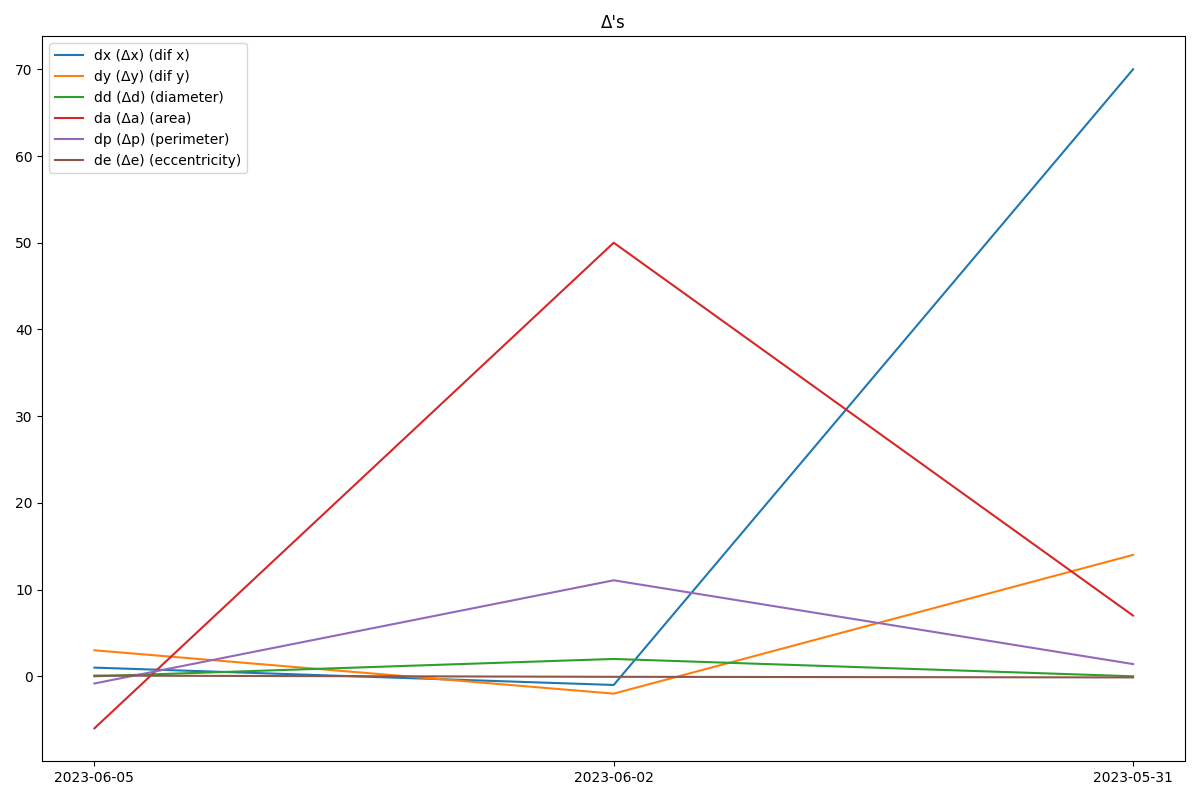 Δ's
dx (Δx) (dif x)
dy (Δy) (dif y)
dd (Δd) (diameter)
da (Δa) (area)
dp (Δp) (perimeter)
de (Δe) (eccentricity)
70
60
50
40
30
20
10
0
2023-06-05 2023-06-02 2023-05-31